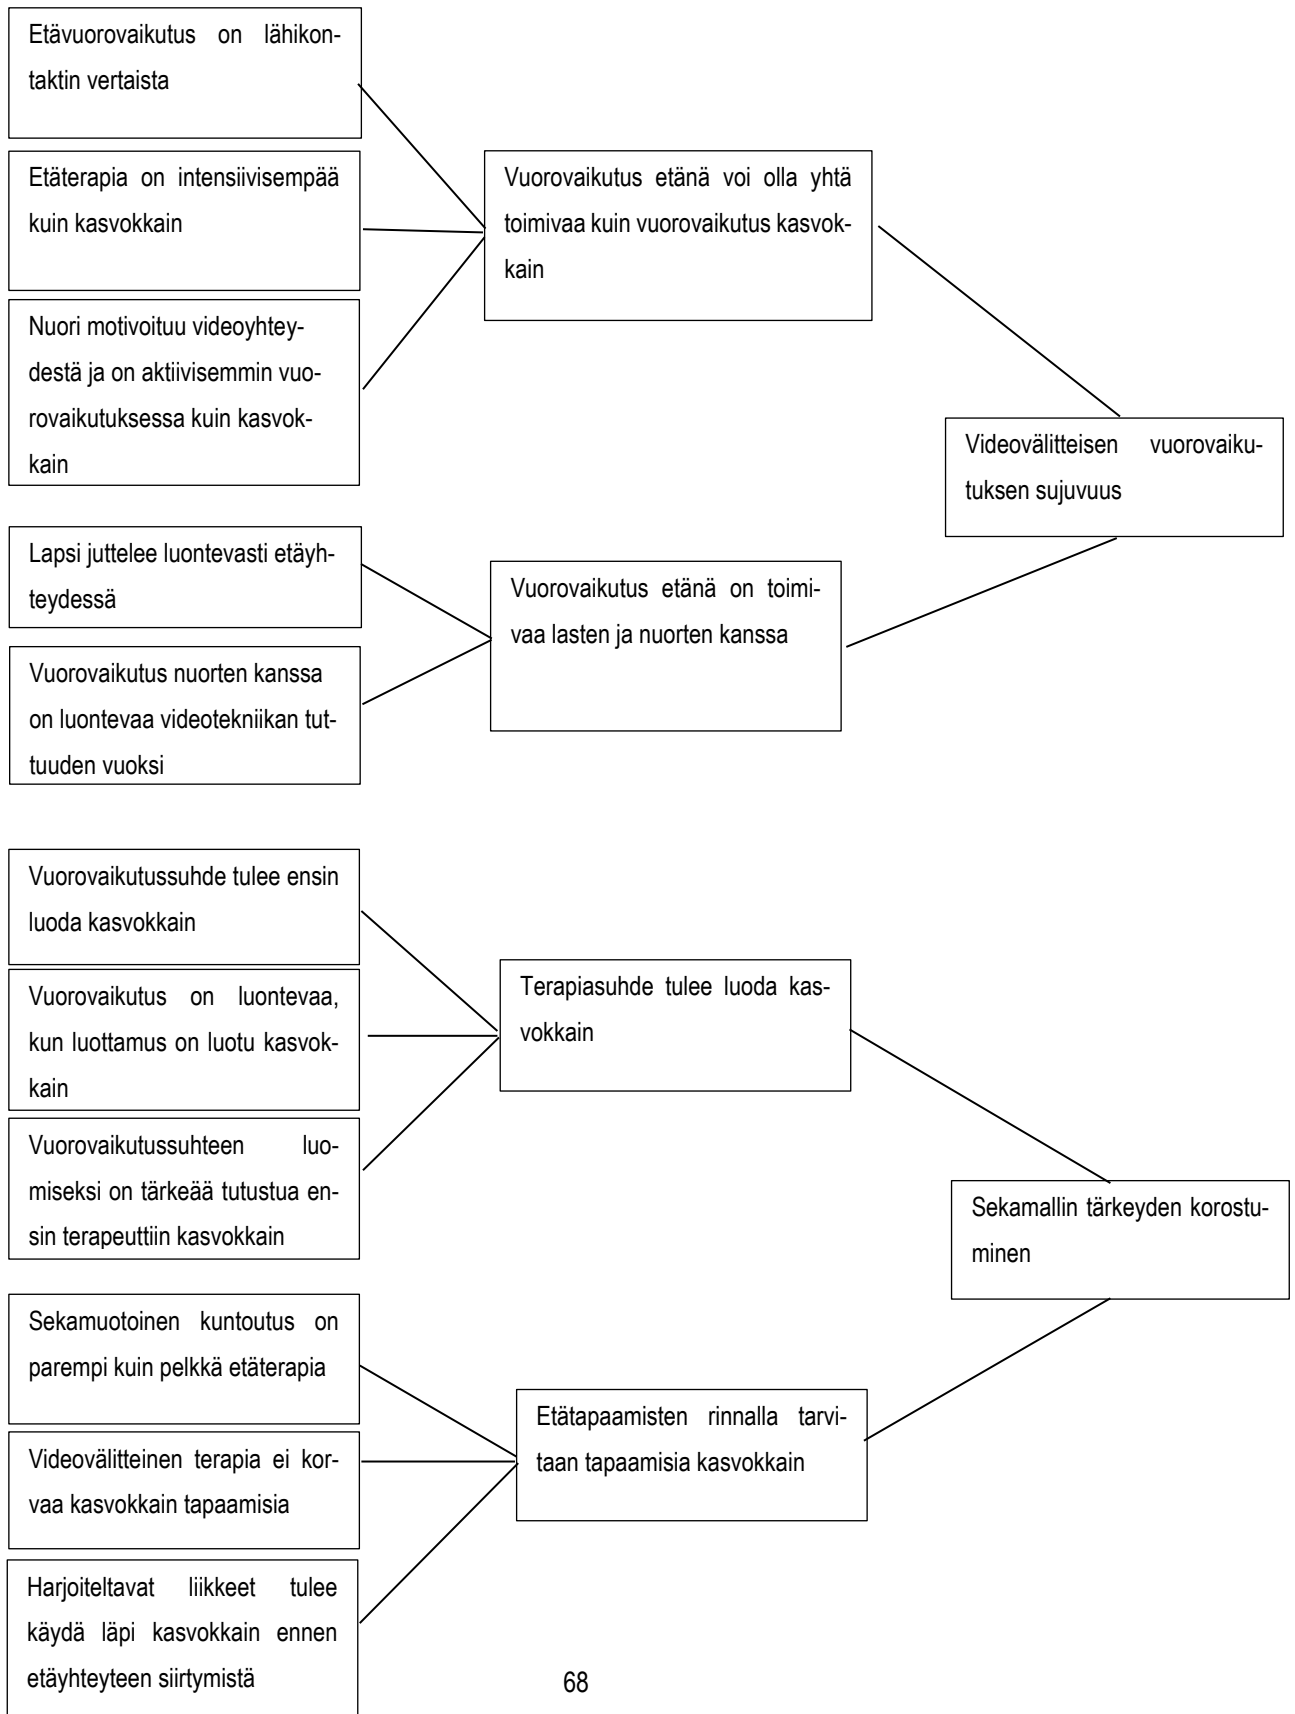 Etävuorovaikutus on lähikon-
taktin vertaista
Etäterapia on intensiivisempää
kuin kasvokkain
Nuori motivoituu videoyhtey-
destä ja on aktiivisemmin vuo-
rovaikutuksessa kuin kasvok-
kain
Vuorovaikutus etänä voi olla yhtä
toimivaa kuin vuorovaikutus kasvok-
kain
Lapsi juttelee luontevasti etäyh-
teydessä
Vuorovaikutus nuorten kanssa
on luontevaa videotekniikan tut-
tuuden vuoksi
Vuorovaikutus etänä on toimi-
vaa lasten ja nuorten kanssa
Videovälitteisen vuorovaiku-
tuksen sujuvuus
Vuorovaikutussuhde tulee ensin
luoda kasvokkain
Vuorovaikutus on luontevaa,
kun luottamus on luotu kasvok-
kain
Vuorovaikutussuhteen luo-
miseksi on tärkeää tutustua en-
sin terapeuttiin kasvokkain
Terapiasuhde tulee luoda kas-
vokkain
Sekamuotoinen kuntoutus on
parempi kuin pelkkä etäterapia
Videovälitteinen terapia ei kor-
vaa kasvokkain tapaamisia
Harjoiteltavat liikkeet tulee
käydä läpi kasvokkain ennen
etäyhteyteen siirtymistä
Etätapaamisten rinnalla tarvi-
taan tapaamisia kasvokkain
Sekamallin tärkeyden korostu-
minen
68